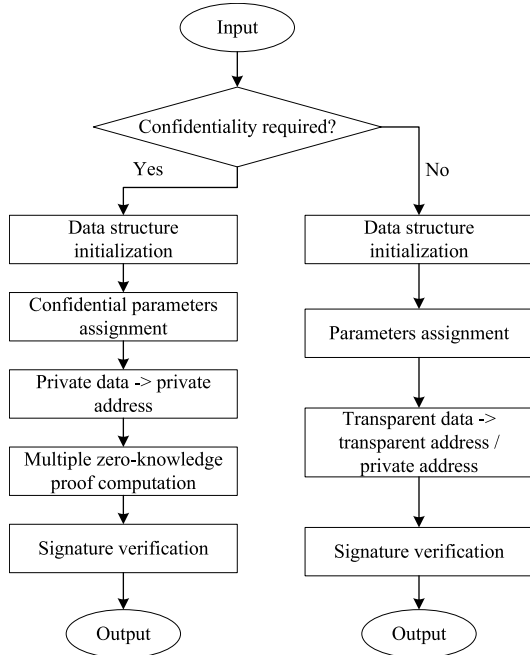 Input
Confidentiality required?
Yes
No
Data structure
initialization
Confidential parameters
assignment
Private data -> private
address
Multiple zero-knowledge
proof computation
Signature verification
Output
Data structure
initialization
Parameters assignment
Transparent data ->
transparent address /
private address
Signature verification
Output